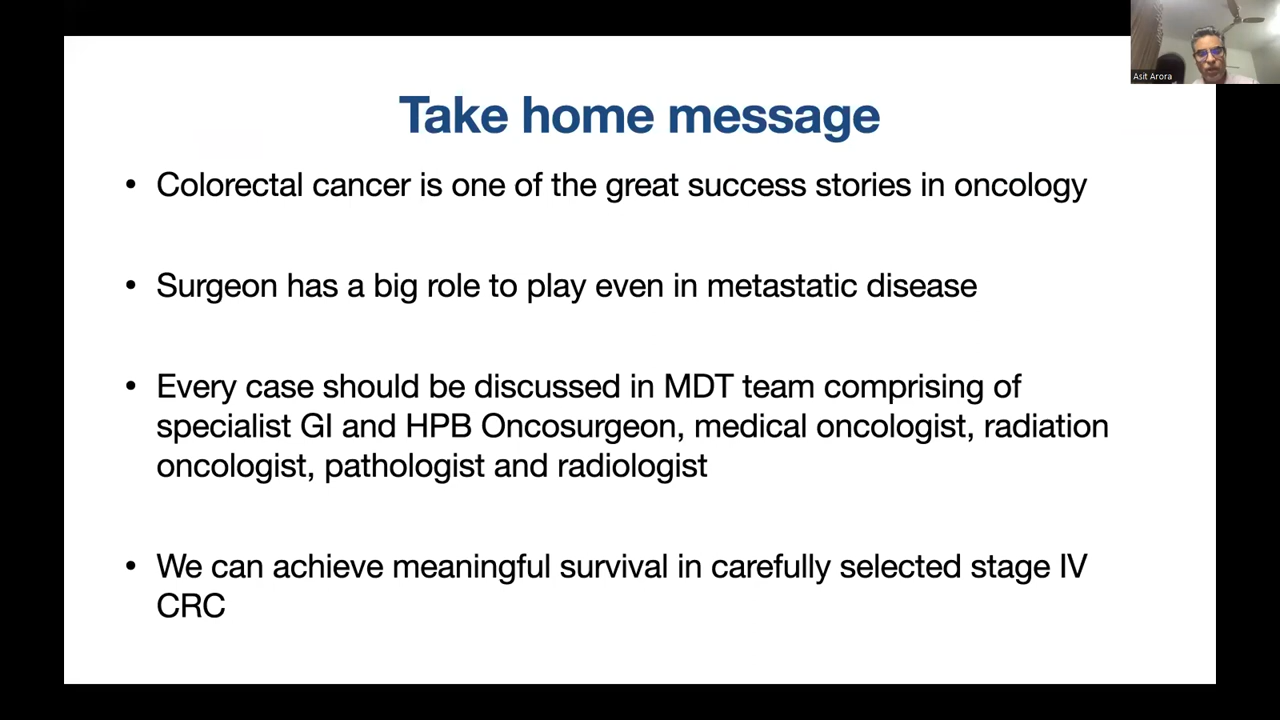 Asit Arora
Take home message
• Colorectal cancer is one of the great success stories in oncology
• Surgeon has a big role to play even in metastatic disease
• Every case should be discussed in MDT team comprising of
specialist GI and HPB Oncosurgeon, medical oncologist, radiation
oncologist, pathologist and radiologist
• We can achieve meaningful survival in carefully selected stage IV
CRC